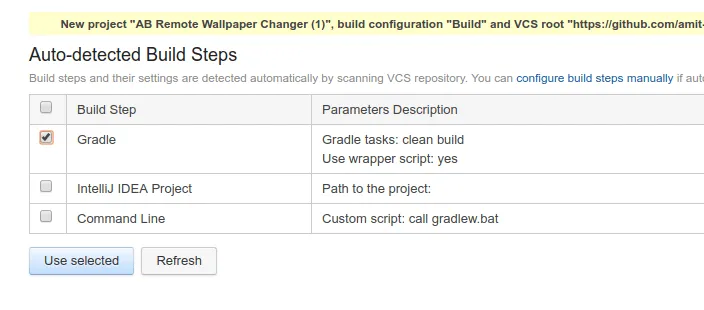 New project "AB Remote Wallpaper Changer (1)", build configuration "Build" and VCS root "https://github.com/amit-
Auto-detected Build Steps
Build steps and their settings are detected automatically by scanning VCS repository. You can configure build steps manually if
Build Step Parameters Description
Gradle Gradle tasks: clean build
Use wrapper script: yes
IntelliJ IDEA Project Path to the project:
Command Line Custom script: call gradlew.bat
Use selected Refresh